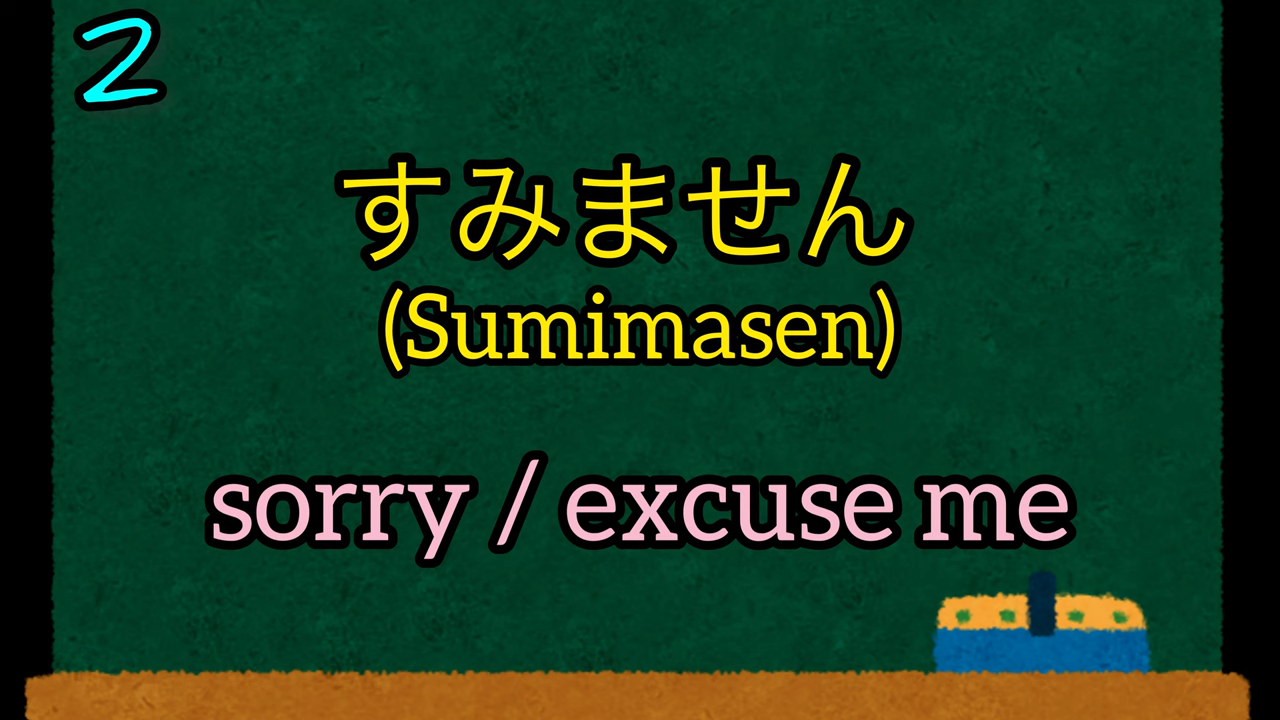 2
すみません
(Sumimasen)
sorry / excuse me